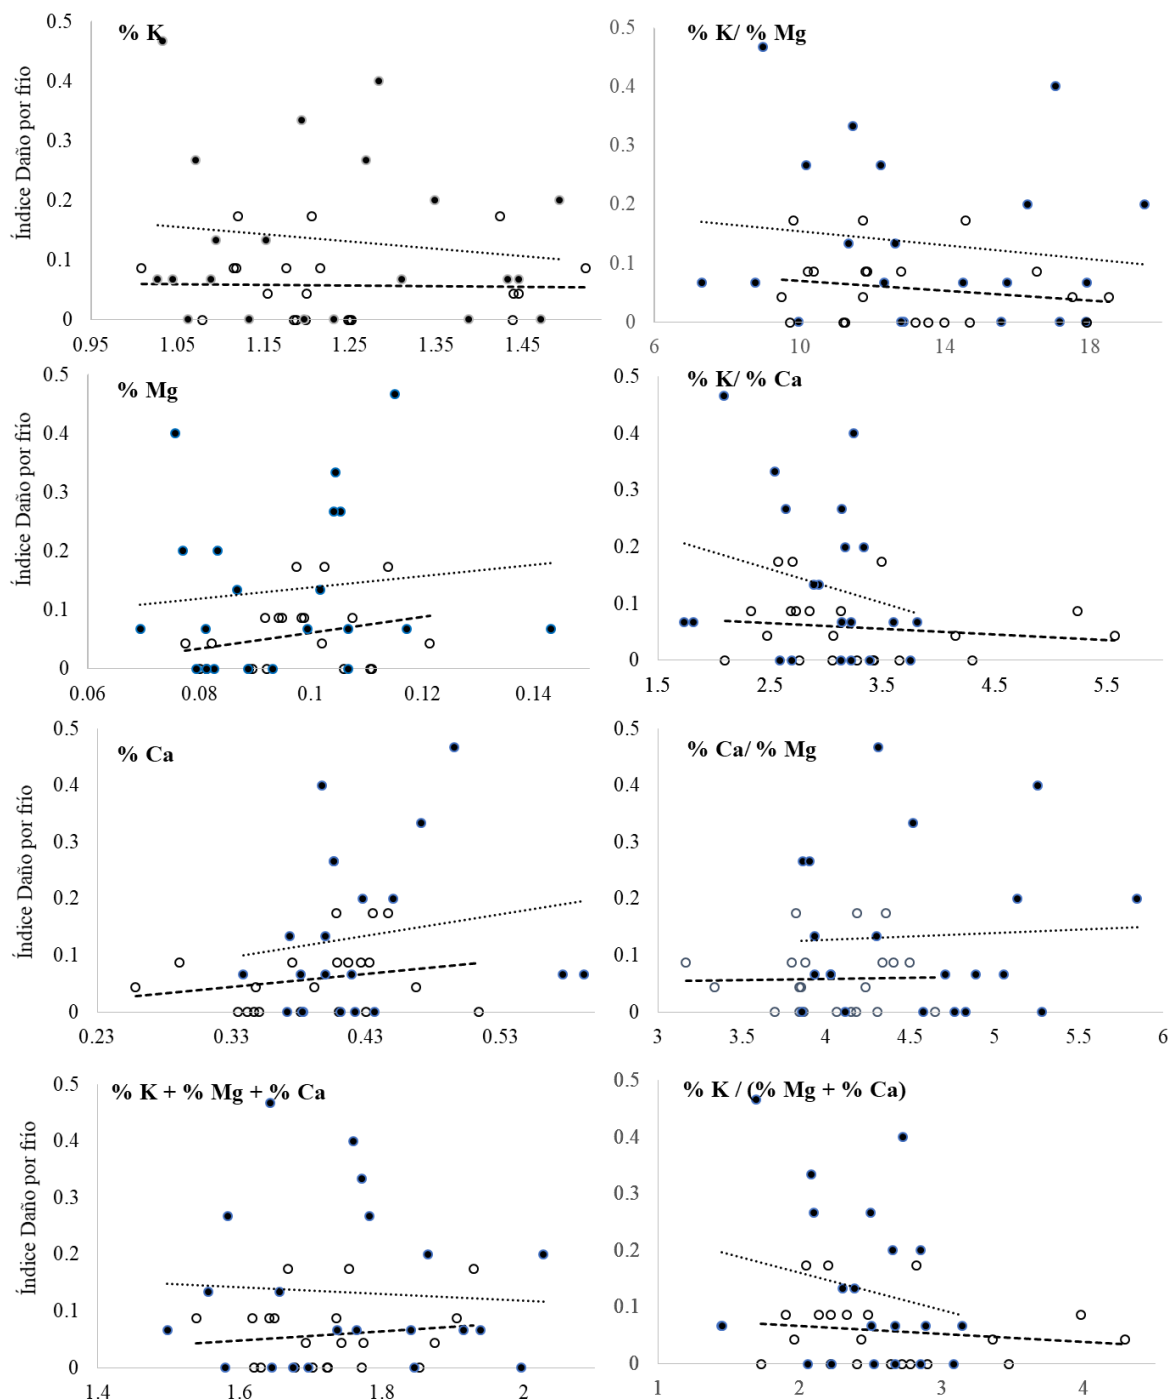 % K
Índice Daño por frío
0.5
0.4
0.3
0.2
0.1
0
0.95 1.05 1.15 1.25 1.35 1.45
% K/ % Mg
0.5
0.4
0.3
0.2
0.1
0
6 10 14 18
% Mg
Índice Daño por frío
0.5
0.4
0.3
0.2
0.1
0
0.06 0.08 0.1 0.12 0.14
% K/ % Ca
0.5
0.4
0.3
0.2
0.1
0
1.5 2.5 3.5 4.5 5.5
% Ca
Índice Daño por frío
0.5
0.4
0.3
0.2
0.1
0
0.23 0.33 0.43 0.53
% Ca/ % Mg
0.5
0.4
0.3
0.2
0.1
0
3 3.5 4 4.5 5 5.5 6
% K + % Mg + % Ca
Índice Daño por frío
0.5
0.4
0.3
0.2
0.1
0
1.4 1.6 1.8 2
% K / (% Mg + % Ca)
0.5
0.4
0.3
0.2
0.1
0
1 2 3 4